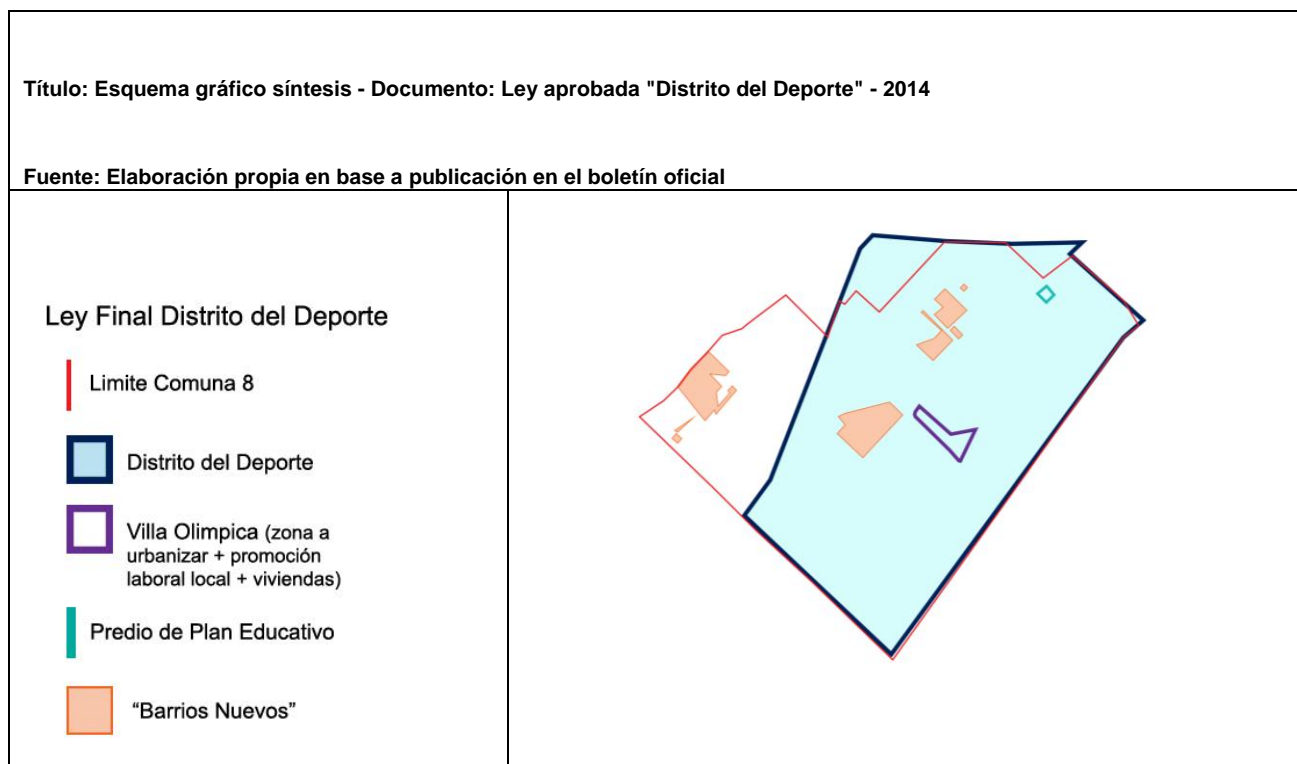 Título: Esquema gráfico síntesis - Documento: Ley aprobada "Distrito del Deporte" - 2014
Fuente: Elaboración propia en base a publicación en el boletín oficial
Ley Final Distrito del Deporte
Limite Comuna 8
Distrito del Deporte
Villa Olimpica (zona a
urbanizar + promoción
laboral local + viviendas)
Predio de Plan Educativo
“Barrios Nuevos”